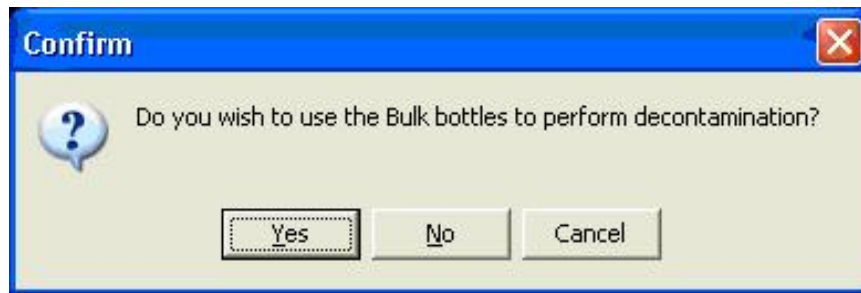 Confirm
Do you wish to use the Bulk bottles to perform decontamination?
Yes No Cancel